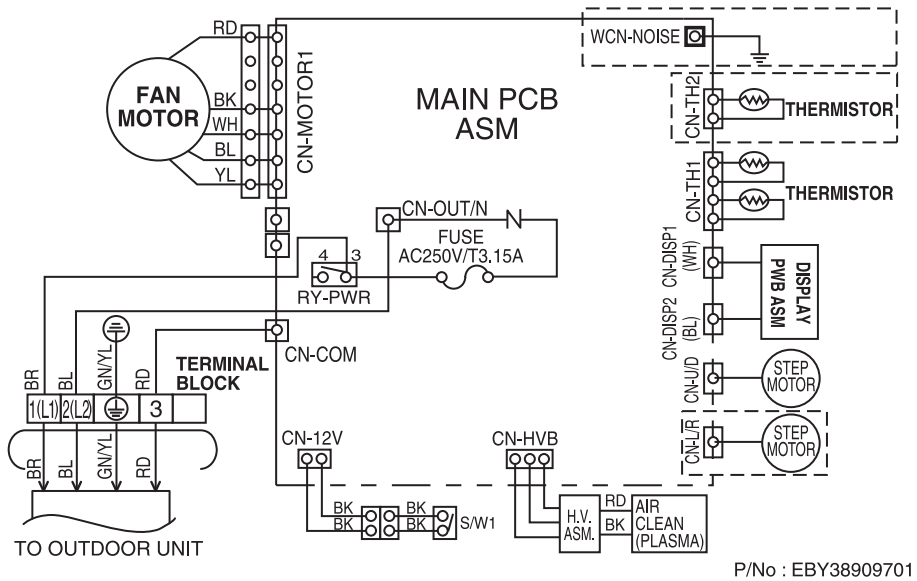 RD
WCN-NOISE
FAN
MOTOR
BK
WH
BL
YL
CN-MOTOR1
MAIN PCB
ASM
CN-TH2
THERMISTOR
CN-TH1
THERMISTOR
CN-OUT/N
N
FUSE
AC250V/T3.15A
4 3
RY-PWR
CN-DISP1
(WH)
DISPLAY
PWB ASM
CN-DISP2
(BL)
CN-COM
TERMINAL
BLOCK
BR
BL
GN/YL
RD
1(L1)
2(L2)
3
CN-U/D
STEP
MOTOR
CN-L/R
STEP
MOTOR
BR
BL
GN/YL
RD
TO OUTDOOR UNIT
CN-12V
BK
BK
BK
BK
S/W1
CN-HVB
H.V.
ASM.
RD
BK
AIR
CLEAN
(PLASMA)
P/No : EBY38909701